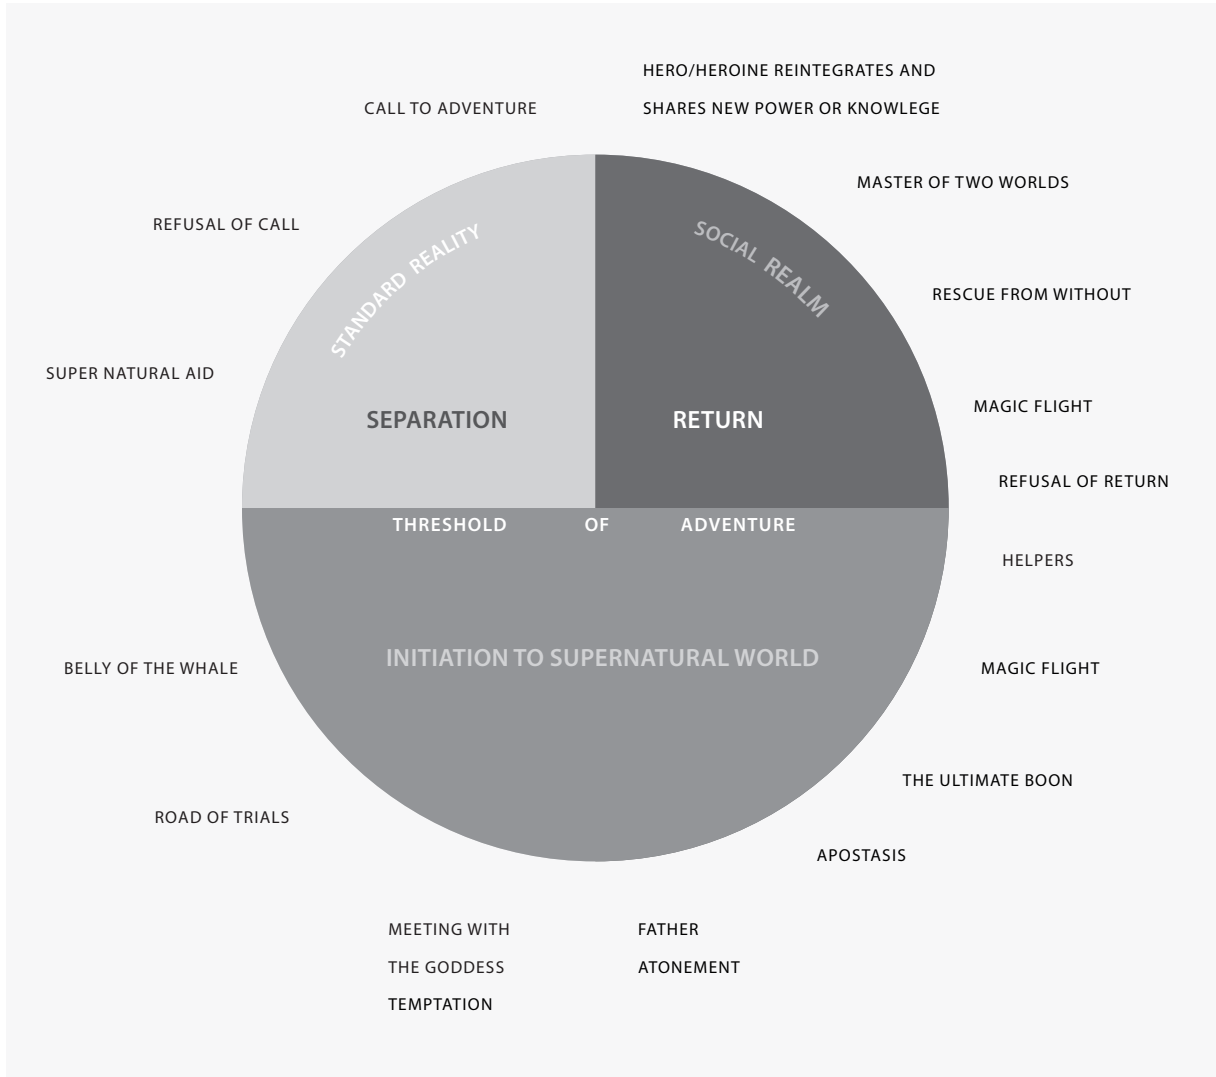 HERO/HEROINE REINTEGRATES AND
SHARES NEW POWER OR KNOWLEGE
CALL TO ADVENTURE
MASTER OF TWO WORLDS
REFUSAL OF CALL
STANDARD REALITY
SOCIAL REALM
RESCUE FROM WITHOUT
SUPER NATURAL AID
MAGIC FLIGHT
SEPARATION
RETURN
REFUSAL OF RETURN
THRESHOLD OF ADVENTURE
HELPERS
INITIATION TO SUPERNATURAL WORLD
BELLY OF THE WHALE
MAGIC FLIGHT
THE ULTIMATE BOON
ROAD OF TRIALS
APOSTASIS
MEETING WITH
THE GODDESS
TEMPTATION
FATHER
ATONEMENT